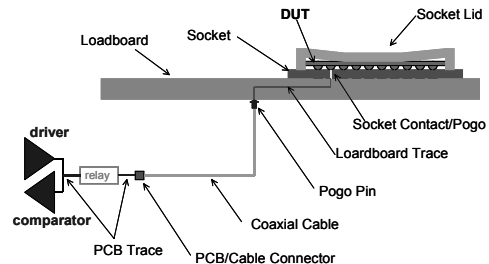 DUT
Socket Lid
Socket
Loadboard
Socket Contact/Pogo
Loardboard Trace
driver
Pogo Pin
relay
comparator
Coaxial Cable
PCB Trace
PCB/Cable Connector